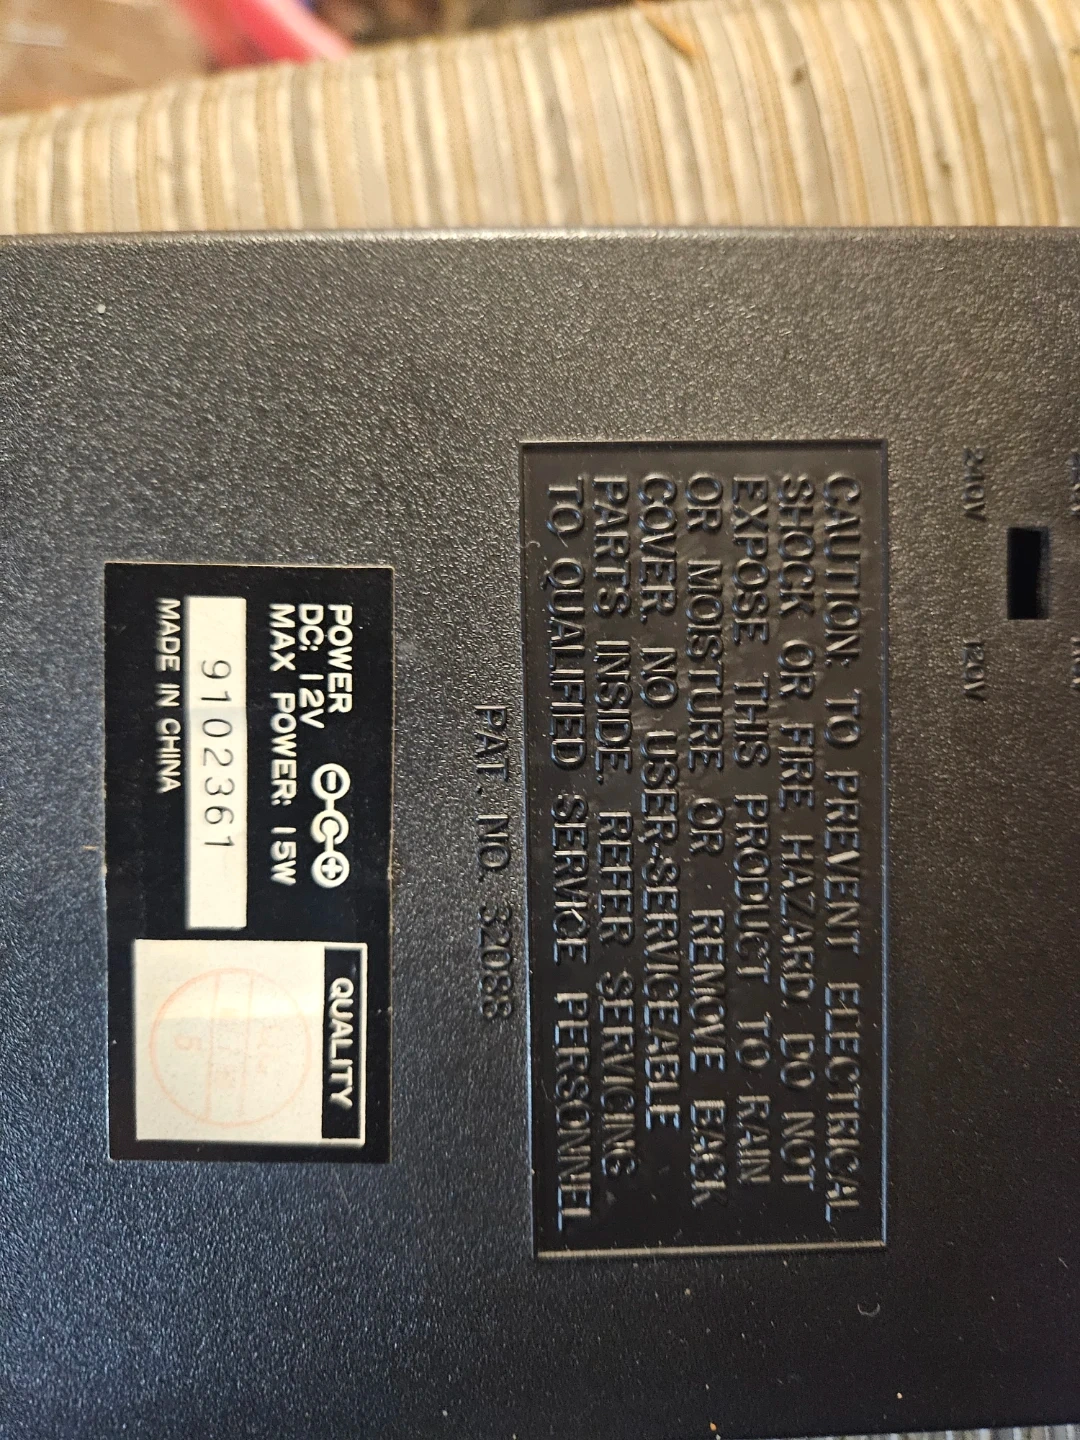 240V 120V
CAUTION: TO PREVENT ELECTRICAL
SHOCK OR FIRE HAZARD, DO NOT
EXPOSE THIS PRODUCT TO RAIN
OR MOISTURE OR REMOVE BACK
COVER. NO USER-SERVICEABLE
PARTS INSIDE. REFER SERVICING
TO QUALIFIED SERVICE PERSONNEL
PAT. NO. 32088
POWER
DC: 12V
MAX POWER: 15W
9102361
MADE IN CHINA
QUALITY
5